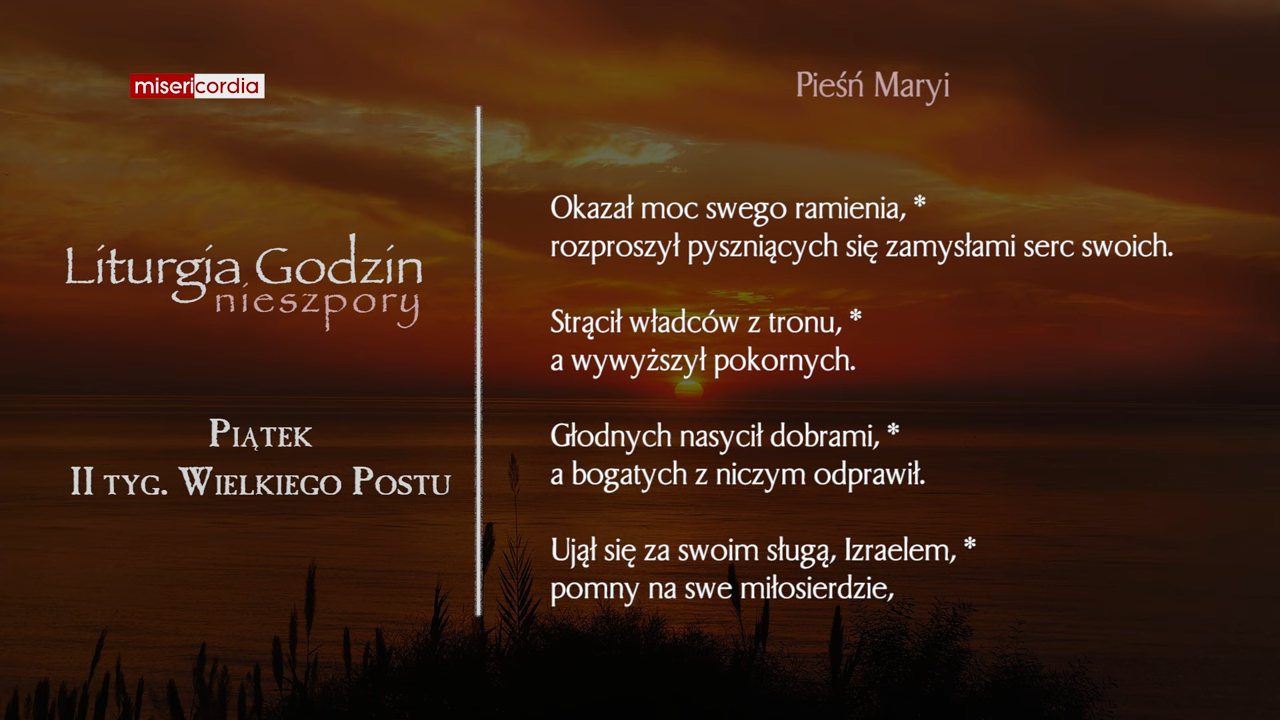 misericordia
Liturgia Godzin
nieszpory
Piątek
II tyg. Wielkiego Postu
Pieśń Maryi
Okazał moc swego ramienia, *
rozproszył pyszniących się zamysłami serc swoich.
Strącił władców z tronu, *
a wywyższył pokornych.
Głodnych nasycił dobrami, *
a bogatych z niczym odprawił.
Ujął się za swoim sługą, Izraelem, *
pomny na swe miłosierdzie,